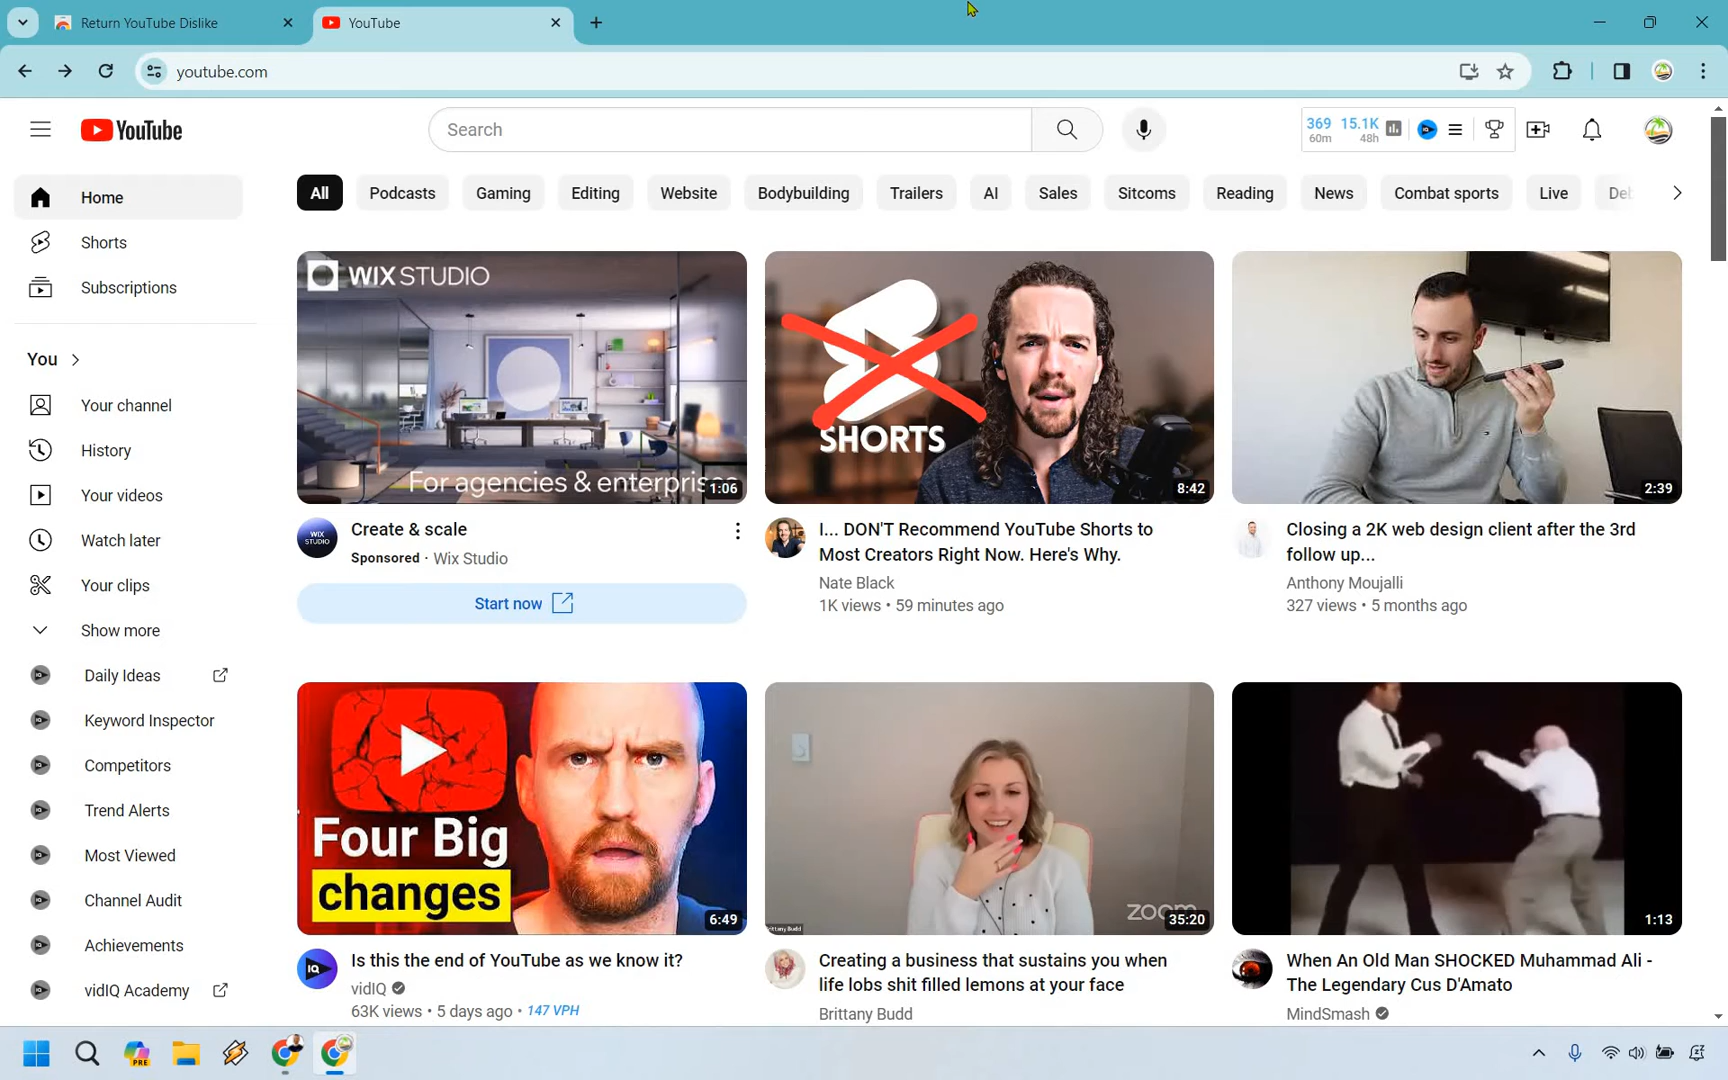 Return YouTube Dislike
YouTube
youtube.com
YouTube
Search
369 15.1K
60m 48h
Home
Shorts
Subscriptions
You
Your channel
History
Your videos
Watch later
Your clips
Show more
Daily Ideas
Keyword Inspector
Competitors
Trend Alerts
Most Viewed
Channel Audit
Achievements
vidIQ Academy
All Podcasts Gaming Editing Website Bodybuilding Trailers AI Sales Sitcoms Reading News Combat sports Live
WIX STUDIO
For agencies & enterprises
1:06
WIX STUDIO
Create & scale
Sponsored · Wix Studio
Start now
SHORTS
8:42
I... DON'T Recommend YouTube Shorts to
Most Creators Right Now. Here's Why.
Nate Black
1K views • 59 minutes ago
2:39
Closing a 2K web design client after the 3rd
follow up...
Anthony Moujalli
327 views • 5 months ago
Four Big
changes
6:49
IQ
Is this the end of YouTube as we know it?
vidIQ
63K views • 5 days ago • 147 VPH
zoom
35:20
Creating a business that sustains you when
life lobs shit filled lemons at your face
Brittany Budd
1:13
When An Old Man SHOCKED Muhammad Ali -
The Legendary Cus D'Amato
MindSmash
PRE